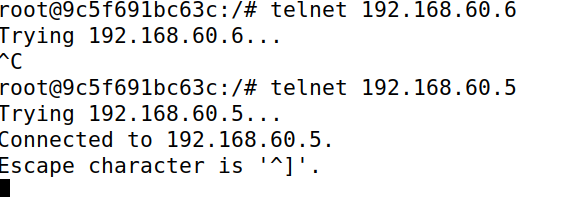 root@9c5f691bc63c:/# telnet 192.168.60.6
Trying 192.168.60.6...
^C
root@9c5f691bc63c:/# telnet 192.168.60.5
Trying 192.168.60.5...
Connected to 192.168.60.5.
Escape character is '^]'.